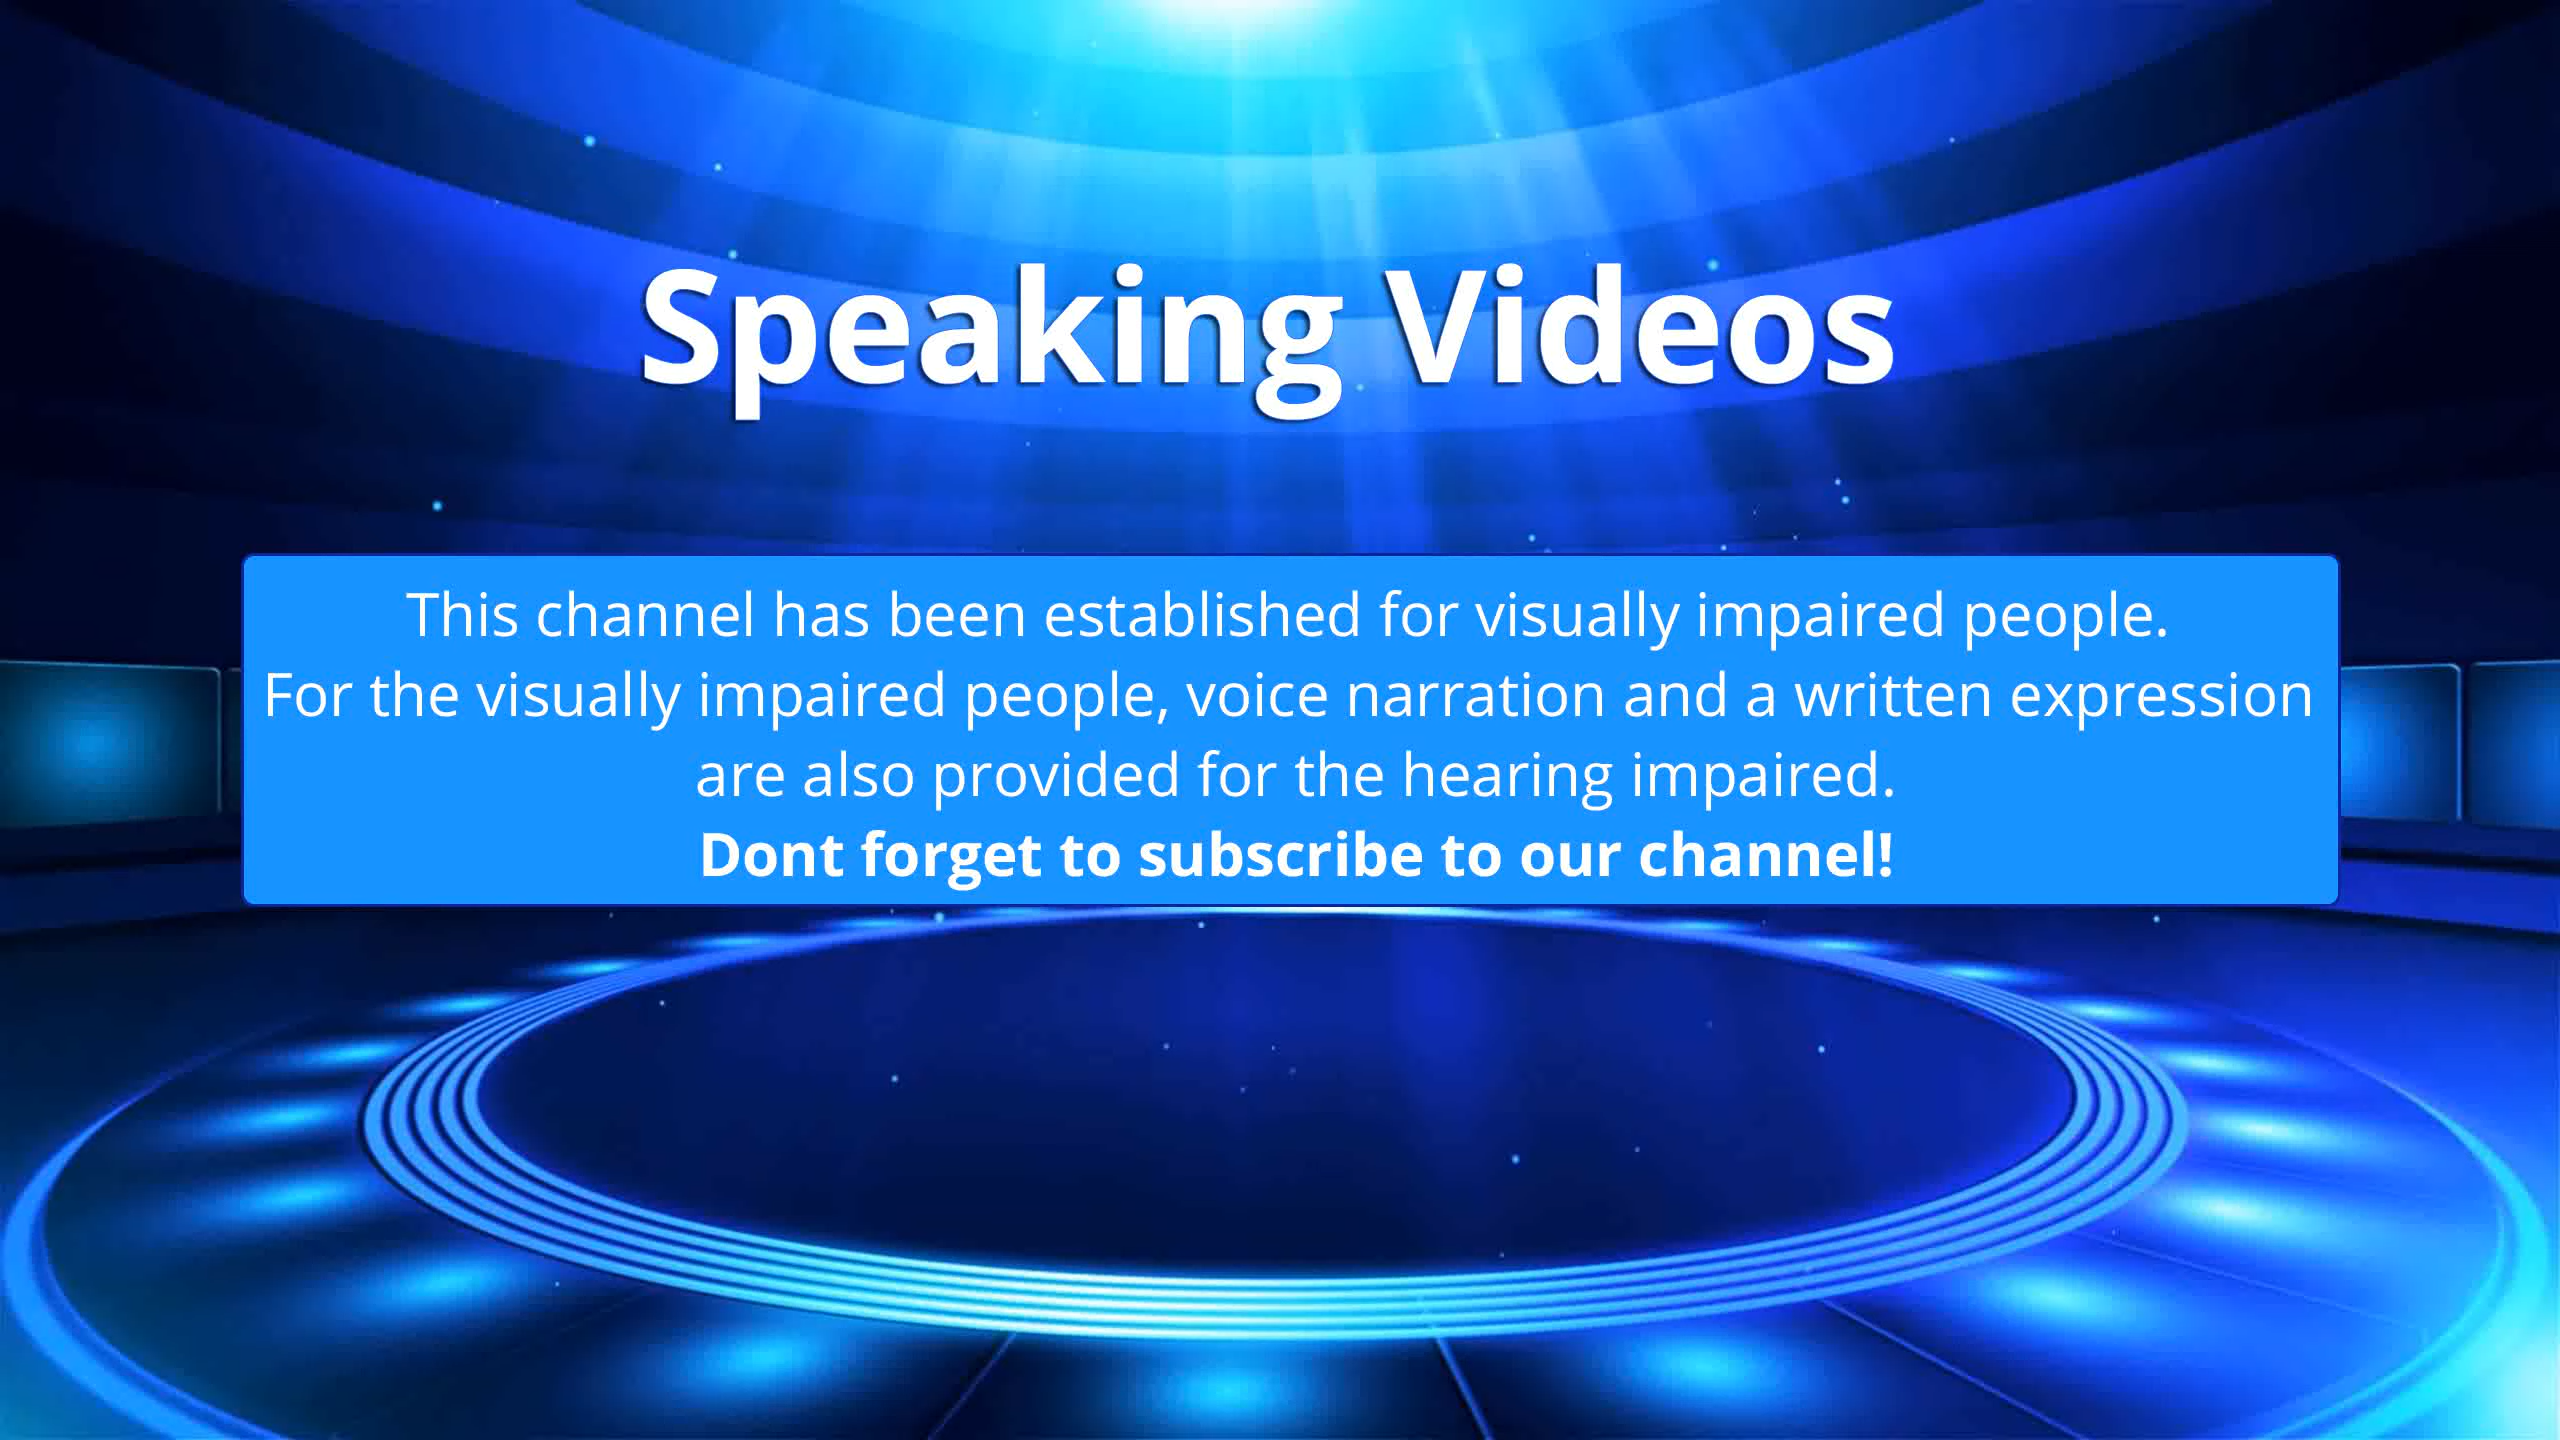 Speaking Videos
This channel has been established for visually impaired people.
For the visually impaired people, voice narration and a written expression
are also provided for the hearing impaired.
Dont forget to subscribe to our channel!